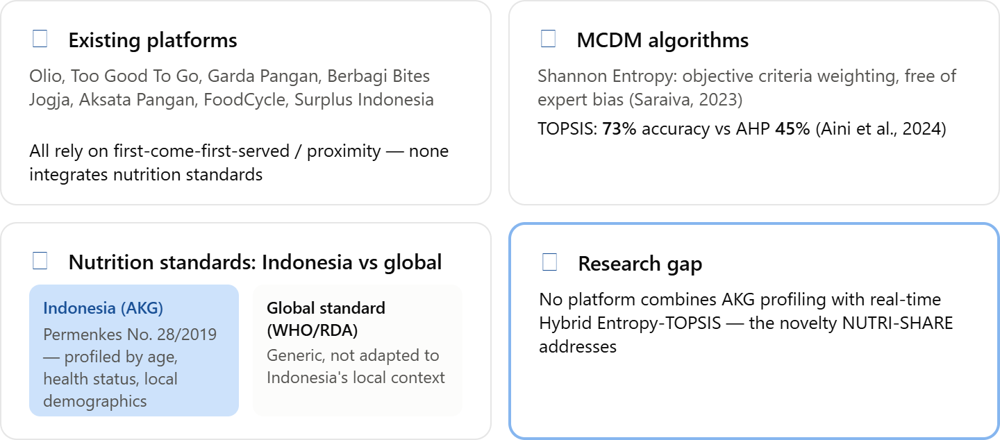 Existing platforms
Olio, Too Good To Go, Garda Pangan, Berbagi Bites
Jogja, Aksata Pangan, FoodCycle, Surplus Indonesia
All rely on first-come-first-served / proximity — none
integrates nutrition standards
MCDM algorithms
Shannon Entropy: objective criteria weighting, free of
expert bias (Saraiva, 2023)
TOPSIS: 73% accuracy vs AHP 45% (Aini et al., 2024)
Nutrition standards: Indonesia vs global
Indonesia (AKG)
Permenkes No. 28/2019
— profiled by age,
health status, local
demographics
Global standard
(WHO/RDA)
Generic, not adapted to
Indonesia's local context
Research gap
No platform combines AKG profiling with real-time
Hybrid Entropy-TOPSIS — the novelty NUTRI-SHARE
addresses